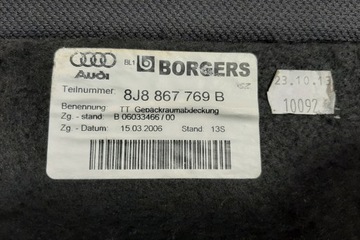 Audi
BL1 BORGERS
Teilnummer: 8J8 867 769 B
Benennung: TT Gepäckraumabdeckung
Zg. - stand: B 06033466 / 00
Zg. - Datum: 15.03.2006 Stand: 13S
23.10.13
10092